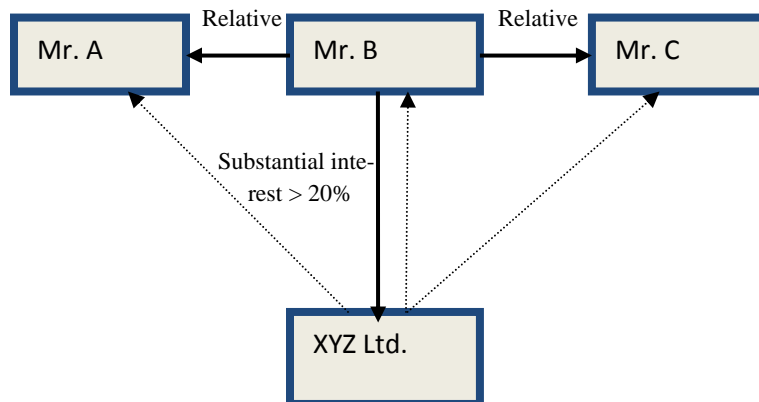 Relative
Relative
Mr. A
Mr. B
Mr. C
Substantial inte-
rest > 20%
XYZ Ltd.